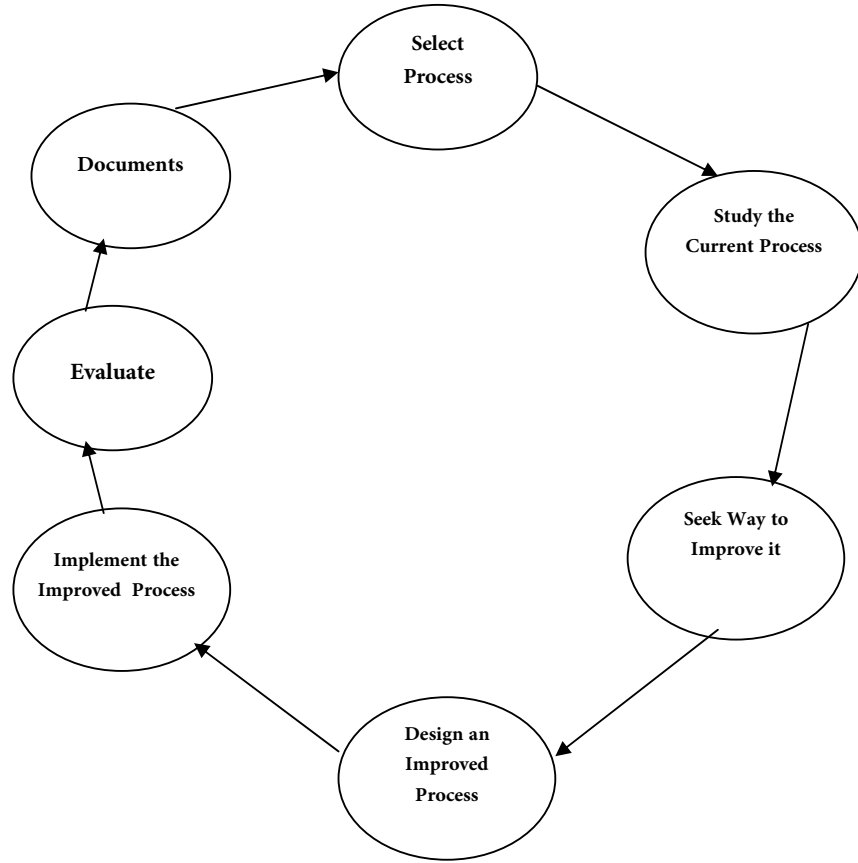 Select
Process
Study the
Current Process
Seek Way to
Improve it
Design an
Improved
Process
Implement the
Improved Process
Evaluate
Documents